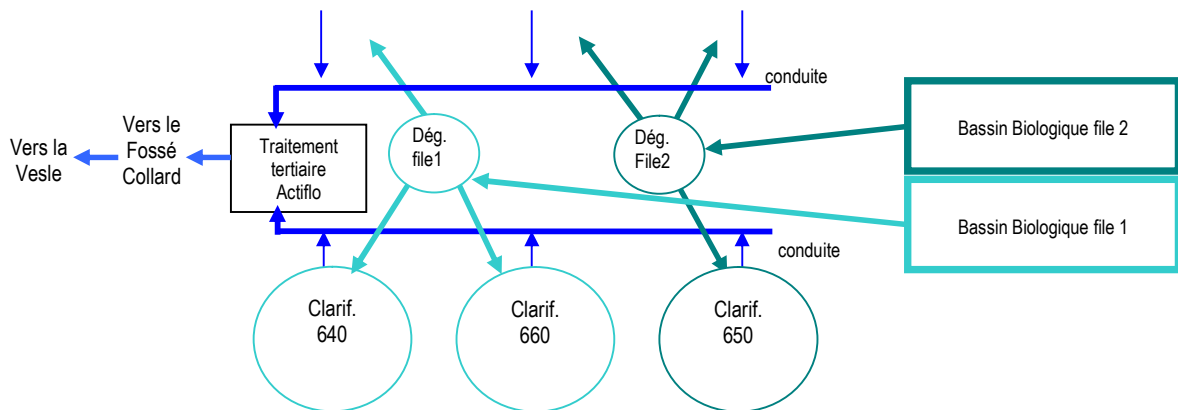 conduite
Vers la
Vesle
Vers le
Fossé
Collard
Traitement
tertiaire
Actiflo
Dég.
file1
Dég.
File2
Bassin Biologique file 2
Bassin Biologique file 1
conduite
Clarif.
640
Clarif.
660
Clarif.
650